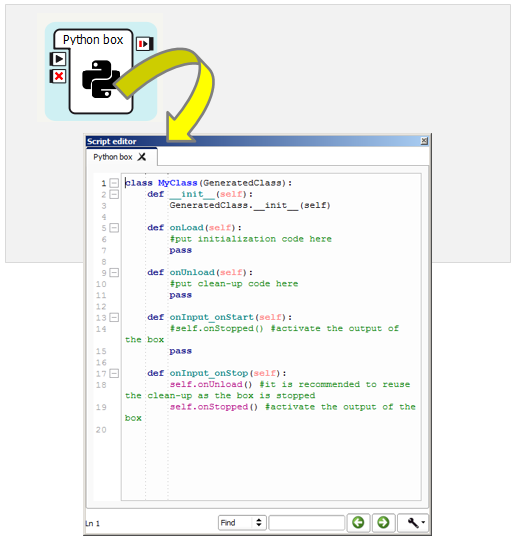 Python box
Script editor
Python box
1 class MyClass(GeneratedClass):
2 def __init__(self):
3 GeneratedClass.__init__(self)
4
5 def onLoad(self):
6 #put initialization code here
7 pass
8
9 def onUnload(self):
10 #put clean-up code here
11 pass
12
13 def onInput_onStart(self):
14 #self.onStopped() #activate the output of
the box
15 pass
16
17 def onInput_onStop(self):
18 self.onUnload() #it is recommended to reuse
the clean-up as the box is stopped
19 self.onStopped() #activate the output of the
box
20
Ln 1 Find